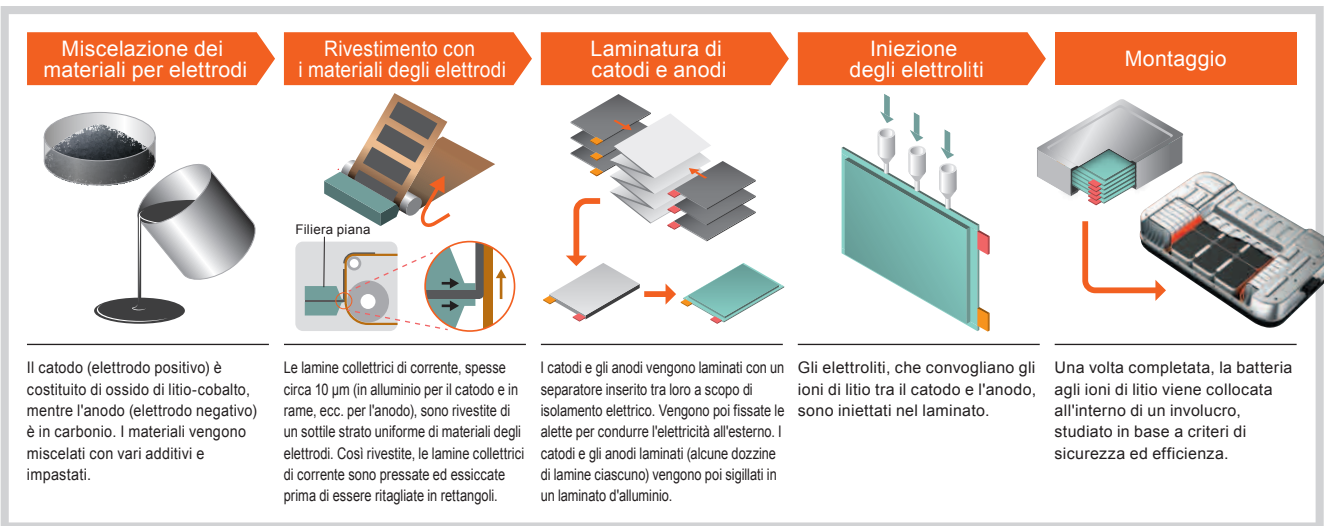 Miscelazione dei
materiali per elettrodi
Rivestimento con
i materiali degli elettrodi
Laminatura di
catodi e anodi
Iniezione
degli elettroliti
Montaggio
Filiera piana
Il catodo (elettrodo positivo) è
costituito di ossido di litio-cobalto,
mentre l'anodo (elettrodo negativo)
è in carbonio. I materiali vengono
miscelati con vari additivi e
impastati.
Le lamine collettrici di corrente, spesse
circa 10 µm (in alluminio per il catodo e in
rame, ecc. per l'anodo), sono rivestite di
un sottile strato uniforme di materiali degli
elettrodi. Così rivestite, le lamine collettrici
di corrente sono pressate ed essiccate
prima di essere ritagliate in rettangoli.
I catodi e gli anodi vengono laminati con un
separatore inserito tra loro a scopo di
isolamento elettrico. Vengono poi fissate le
alette per condurre l'elettricità all'esterno. I
catodi e gli anodi laminati (alcune dozzine
di lamine ciascuno) vengono poi sigillati in
un laminato d'alluminio.
Gli elettroliti, che convogliano gli
ioni di litio tra il catodo e l'anodo,
sono iniettati nel laminato.
Una volta completata, la batteria
agli ioni di litio viene collocata
all'interno di un involucro,
studiato in base a criteri di
sicurezza ed efficienza.